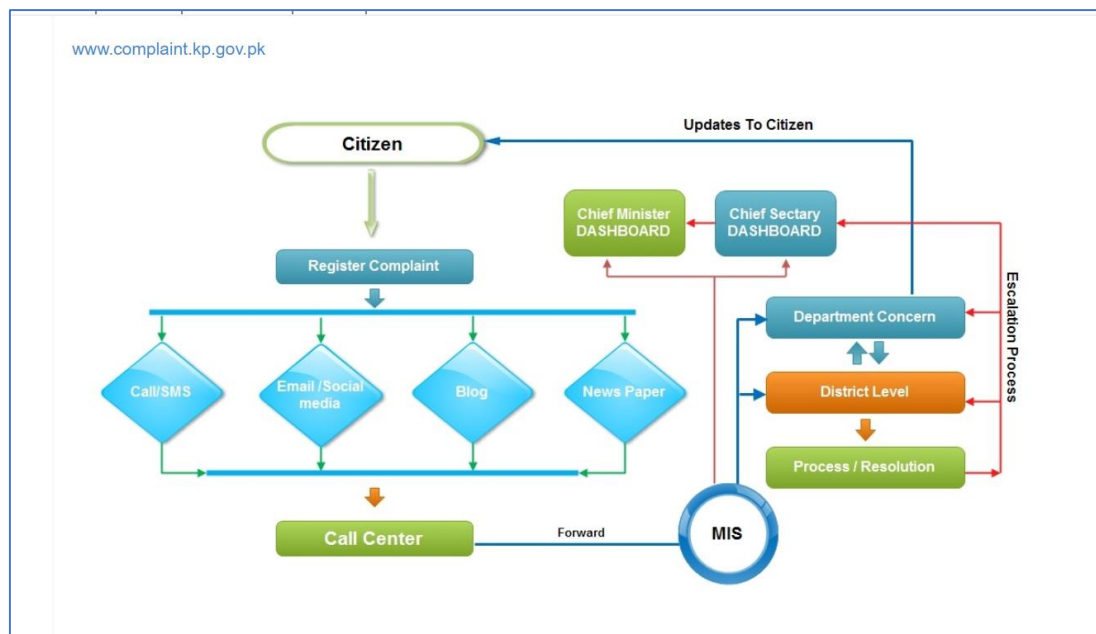 www.complaint.kp.gov.pk
Updates To Citizen
Citizen
Chief Minister
DASHBOARD
Chief Sectary
DASHBOARD
Register Complaint
Escalation Process
Department Concern
Call/SMS
Email /Social
media
Blog
News Paper
District Level
Process / Resolution
Call Center
Forward
MIS